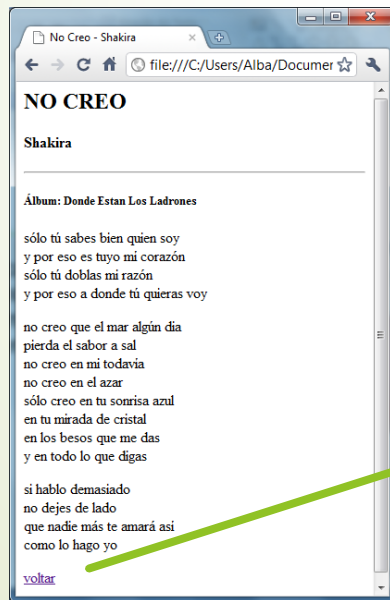 No Creo - Shakira
file:///C:/Users/Alba/Documer
NO CREO
Shakira
Álbum: Donde Estan Los Ladrones
sólo tú sabes bien quien soy
y por eso es tuyo mi corazón
sólo tú doblas mi razón
y por eso a donde tú quieras voy
no creo que el mar algún dia
pierda el sabor a sal
no creo en mi todavia
no creo en el azar
sólo creo en tu sonrisa azul
en tu mirada de cristal
en los besos que me das
y en todo lo que digas
si hablo demasiado
no dejes de lado
que nadie más te amará asi
como lo hago yo
voltar